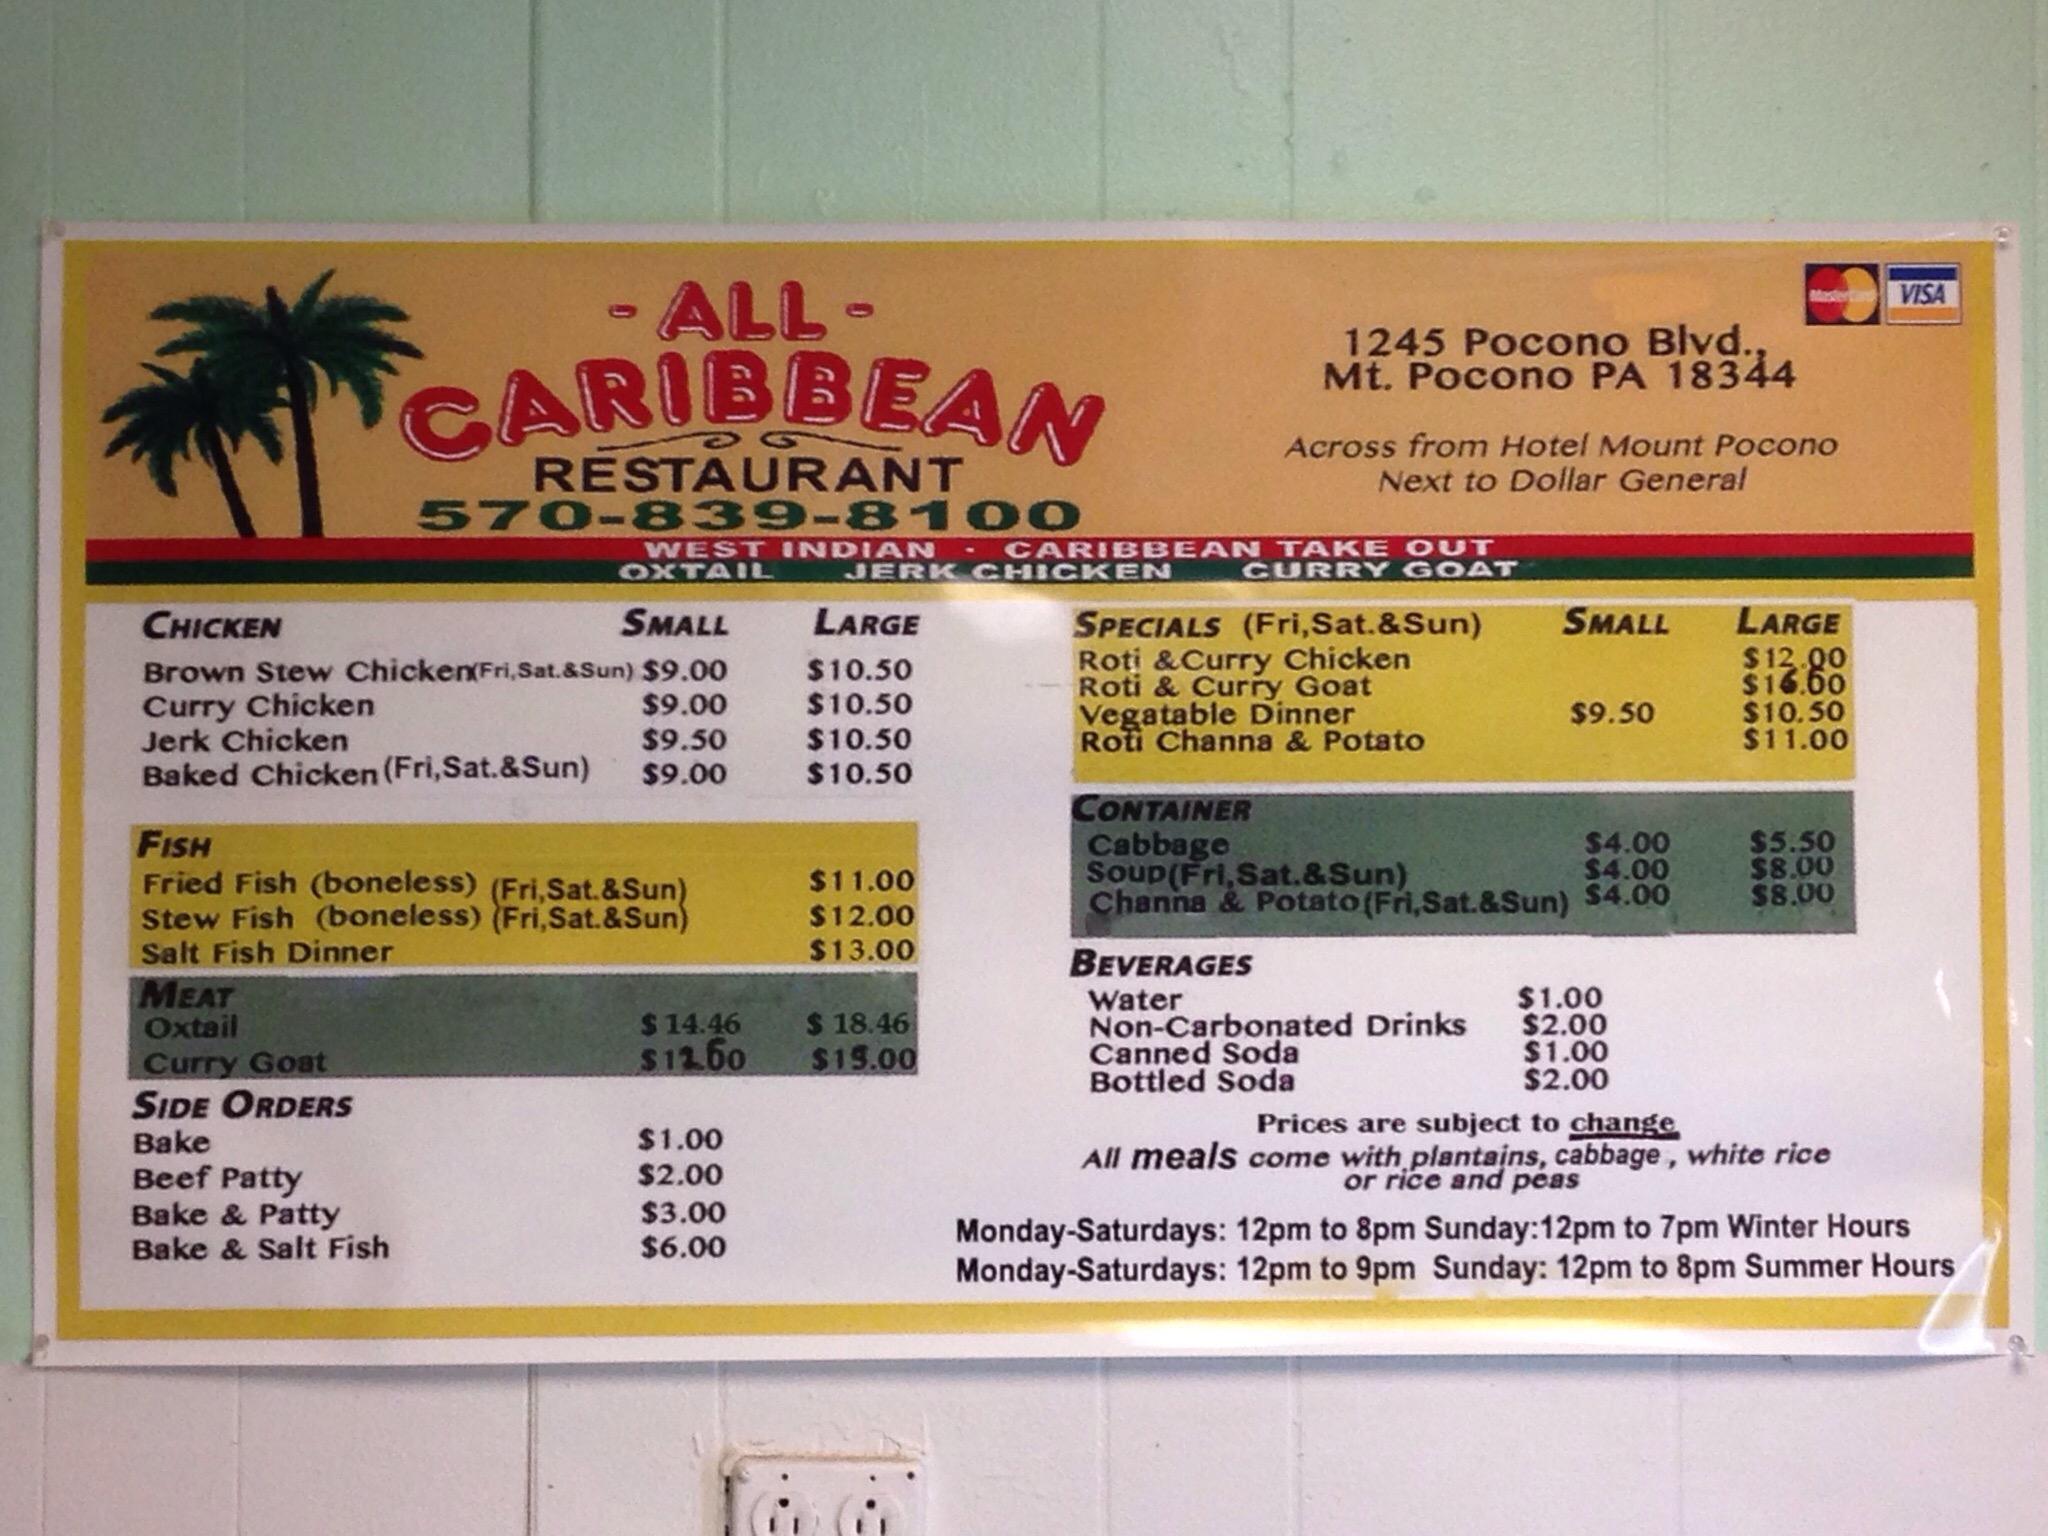 - ALL -
CARIBBEAN
RESTAURANT
570-839-8100
MasterCard VISA
1245 Pocono Blvd.,
Mt. Pocono PA 18344
Across from Hotel Mount Pocono
Next to Dollar General
WEST INDIAN · CARIBBEAN TAKE OUT
OXTAIL JERK CHICKEN CURRY GOAT
CHICKEN SMALL LARGE
Brown Stew Chicken(Fri,Sat.&Sun) $9.00 $10.50
Curry Chicken $9.00 $10.50
Jerk Chicken $9.50 $10.50
Baked Chicken (Fri,Sat.&Sun) $9.00 $10.50
FISH
Fried Fish (boneless) (Fri,Sat.&Sun) $11.00
Stew Fish (boneless) (Fri,Sat.&Sun) $12.00
Salt Fish Dinner $13.00
MEAT
Oxtail $ 14.46 $ 18.46
Curry Goat
SIDE ORDERS
Bake $1.00
Beef Patty $2.00
Bake & Patty $3.00
Bake & Salt Fish $6.00
SPECIALS (Fri,Sat.&Sun) SMALL LARGE
Roti &Curry Chicken $12.00
Roti & Curry Goat
Vegatable Dinner $9.50 $10.50
Roti Channa & Potato $11.00
CONTAINER
Cabbage $4.00 $5.50
Soup(Fri,Sat.&Sun) $4.00 $8.00
Channa & Potato(Fri,Sat.&Sun) $4.00 $8.00
BEVERAGES
Water $1.00
Non-Carbonated Drinks $2.00
Canned Soda $1.00
Bottled Soda $2.00
Prices are subject to change
All meals come with plantains, cabbage , white rice
or rice and peas
Monday-Saturdays: 12pm to 8pm Sunday:12pm to 7pm Winter Hours
Monday-Saturdays: 12pm to 9pm Sunday: 12pm to 8pm Summer Hours